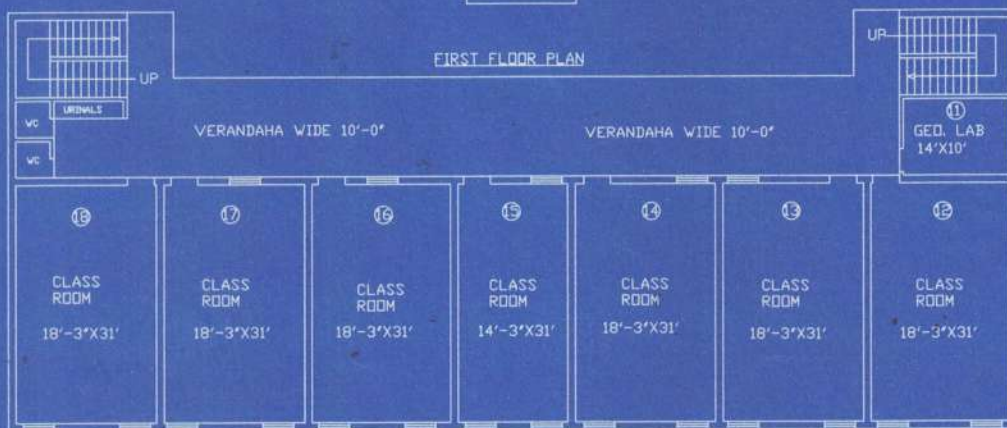 FIRST FLOOR PLAN
UP
UP
URINALS
WC
WC
VERANDAHA WIDE 10'-0"
VERANDAHA WIDE 10'-0"
11
GEO. LAB
14'X10'
18
CLASS
ROOM
18'-3"X31'
17
CLASS
ROOM
18'-3"X31'
16
CLASS
ROOM
18'-3"X31'
15
CLASS
ROOM
14'-3"X31'
14
CLASS
ROOM
18'-3"X31'
13
CLASS
ROOM
18'-3"X31'
12
CLASS
ROOM
18'-3"X31'